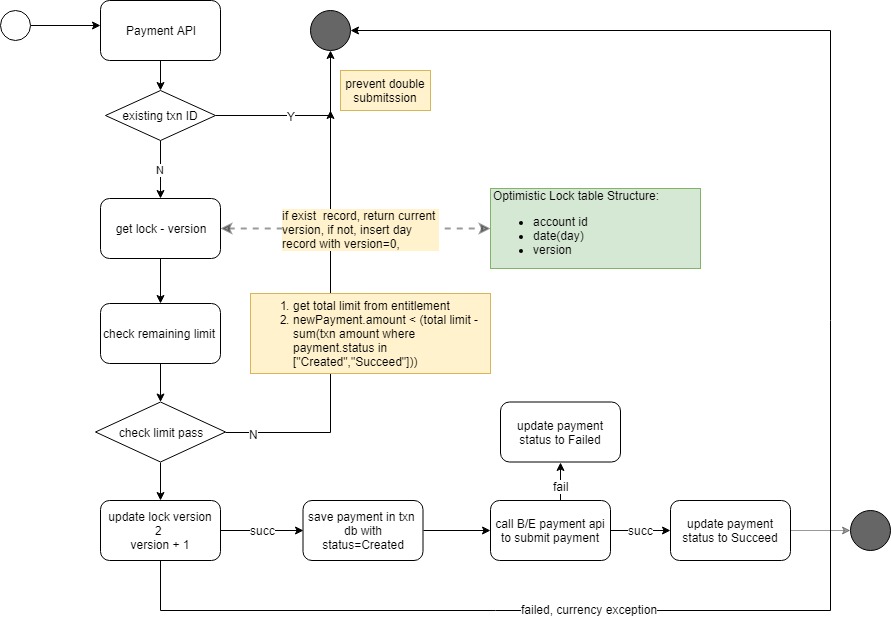 Payment API
prevent double
submitssion
existing txn ID
Y
N
Optimistic Lock table Structure:
• account id
• date(day)
• version
get lock - version
if exist record, return current
version, if not, insert day
record with version=0,
check remaining limit
1. get total limit from entitlement
2. newPayment.amount < (total limit -
sum(txn amount where
payment.status in
["Created","Succeed"]))
check limit pass
N
update payment
status to Failed
fail
update lock version
2
version + 1
succ
save payment in txn
db with
status=Created
call B/E payment api
to submit payment
succ
update payment
status to Succeed
failed, currency exception